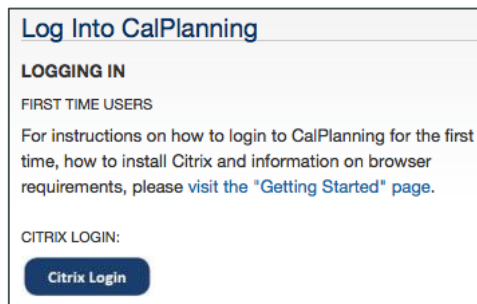 Log Into CalPlanning
LOGGING IN
FIRST TIME USERS
For instructions on how to login to CalPlanning for the first
time, how to install Citrix and information on browser
requirements, please visit the "Getting Started" page.
CITRIX LOGIN:
Citrix Login